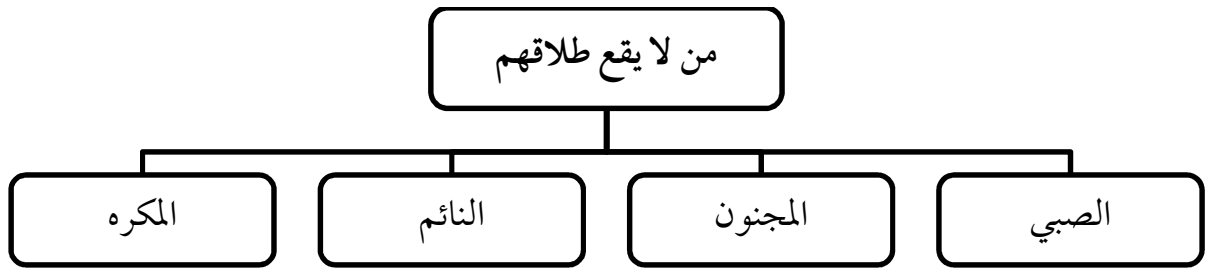 من لا يقع طلاقهم
الصبي
المجنون
النائم
المكره